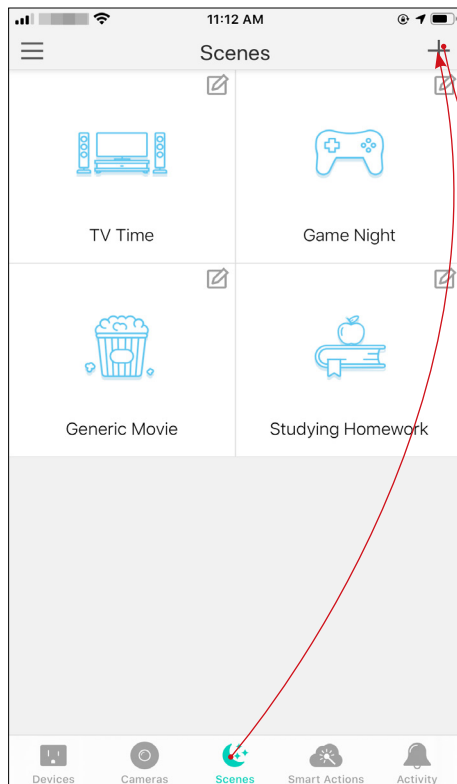 11:12 AM
Scenes
TV Time
Game Night
Generic Movie
Studying Homework
Devices
Cameras
Scenes
Smart Actions
Activity